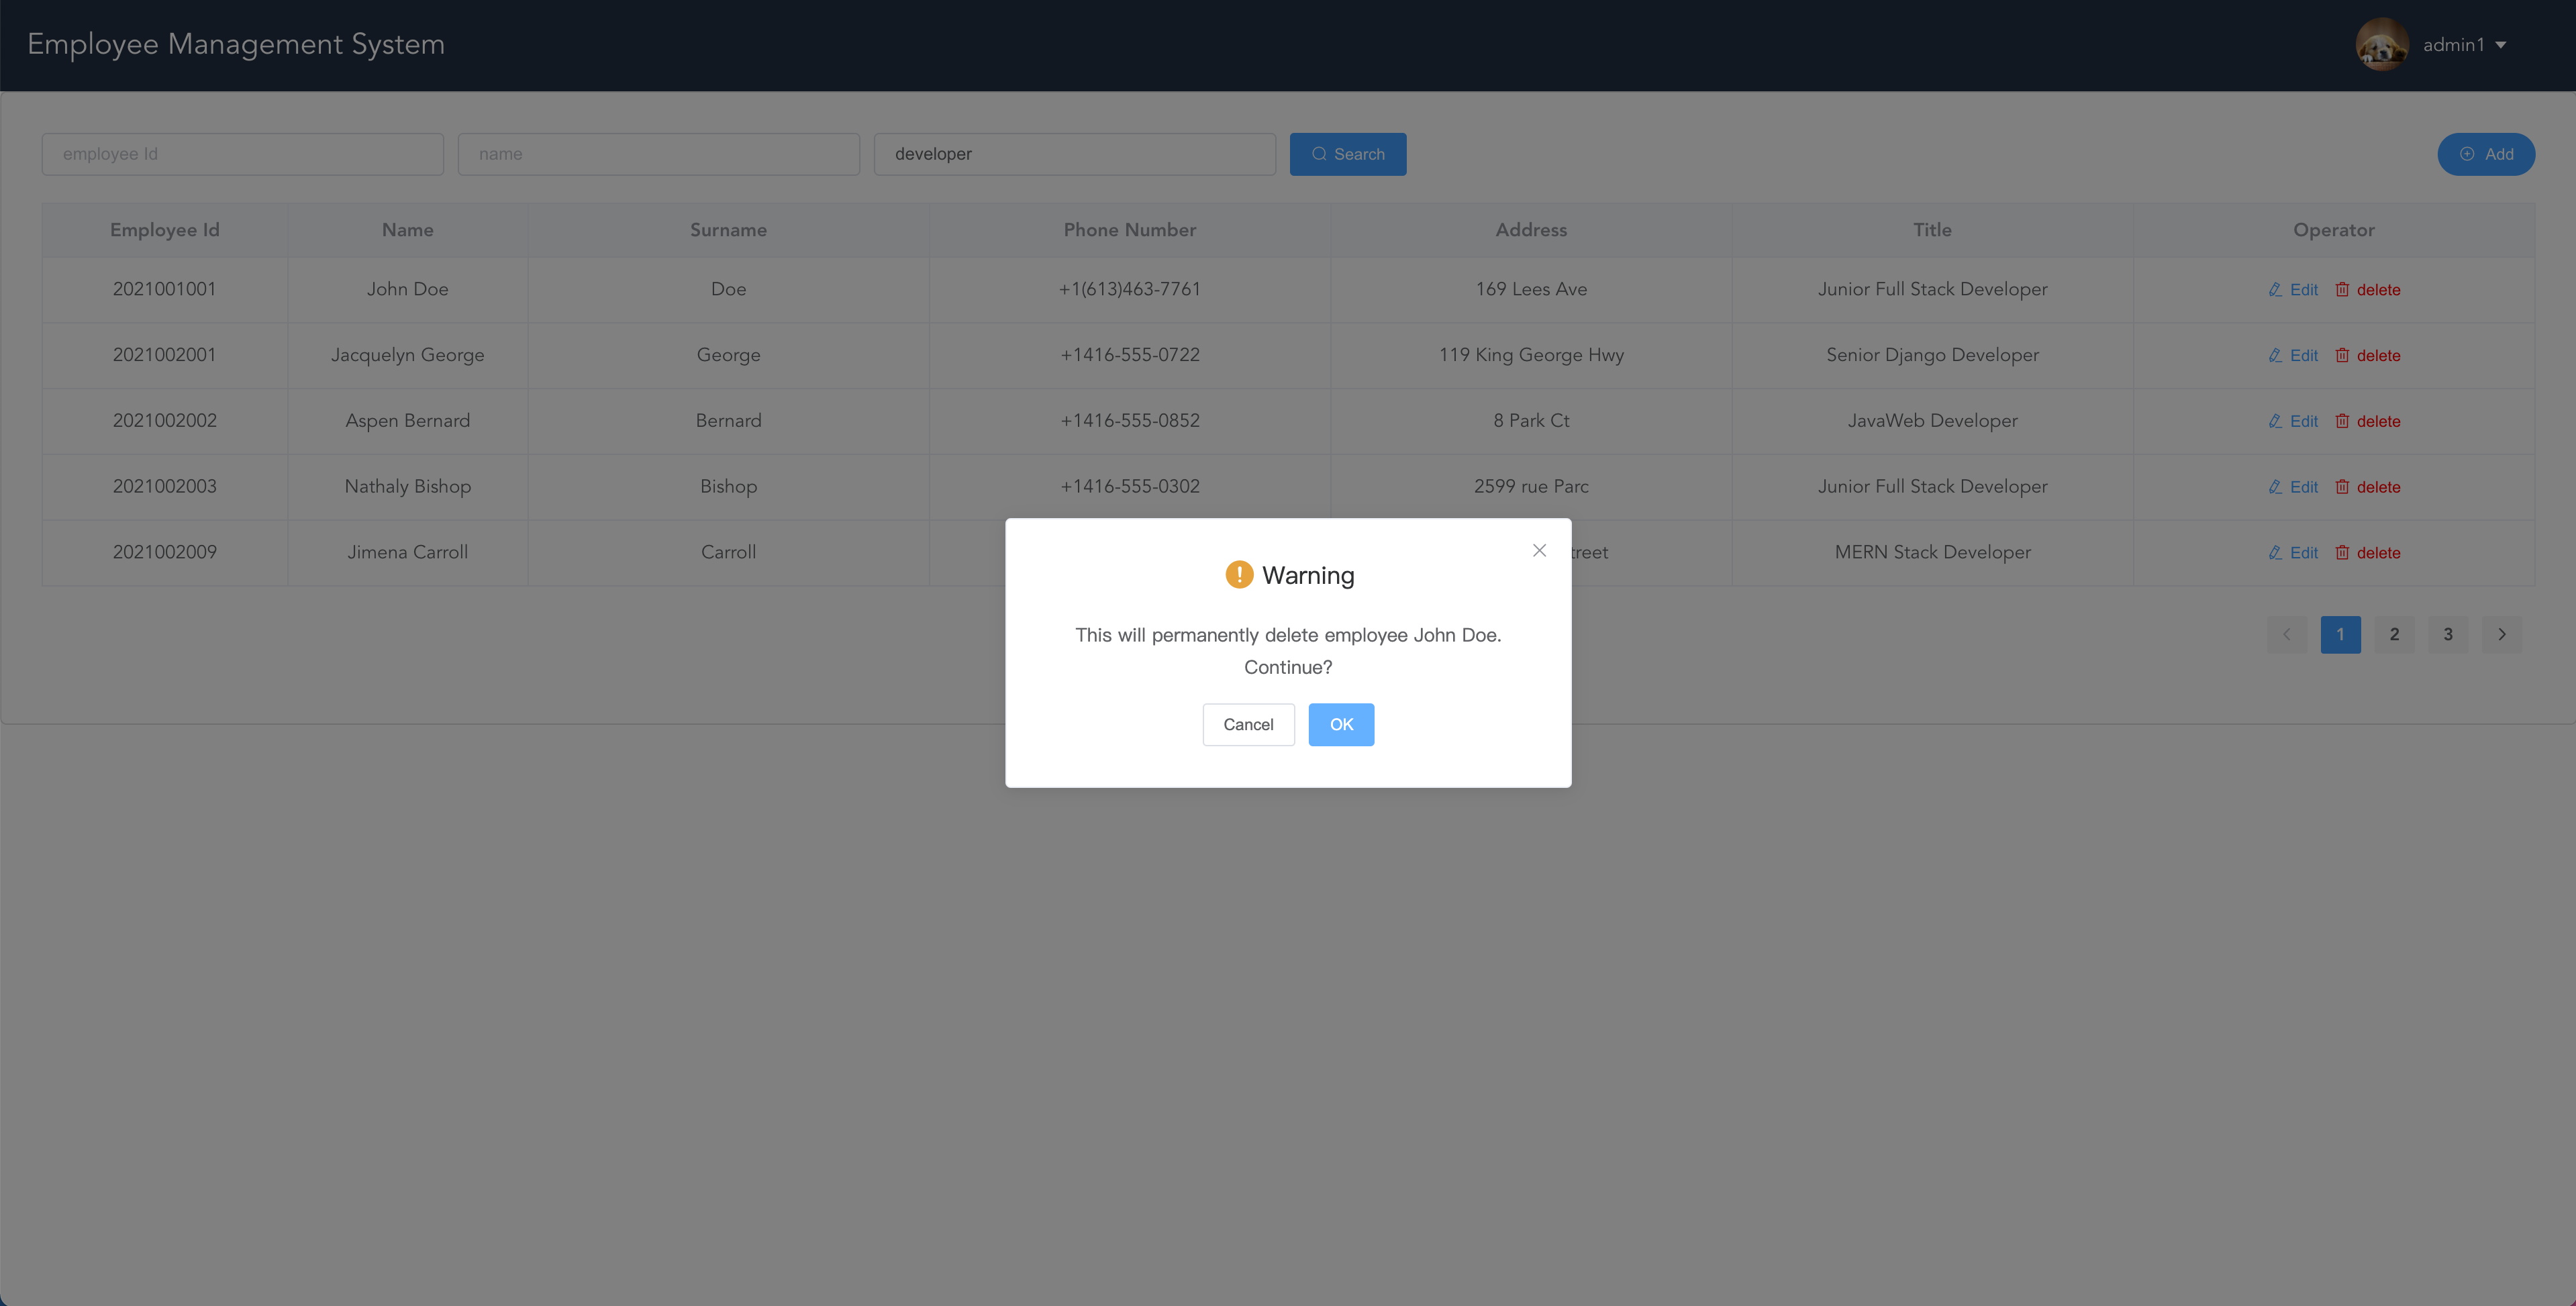 Employee Management System
admin1
employee Id name developer Search Add
Employee Id Name Surname Phone Number Address Title Operator
2021001001 John Doe Doe +1(613)463-7761 169 Lees Ave Junior Full Stack Developer Edit delete
2021002001 Jacquelyn George George +1416-555-0722 119 King George Hwy Senior Django Developer Edit delete
2021002002 Aspen Bernard Bernard +1416-555-0852 8 Park Ct JavaWeb Developer Edit delete
2021002003 Nathaly Bishop Bishop +1416-555-0302 2599 rue Parc Junior Full Stack Developer Edit delete
2021002009 Jimena Carroll Carroll MERN Stack Developer Edit delete
1 2 3
Warning
This will permanently delete employee John Doe.
Continue?
Cancel OK